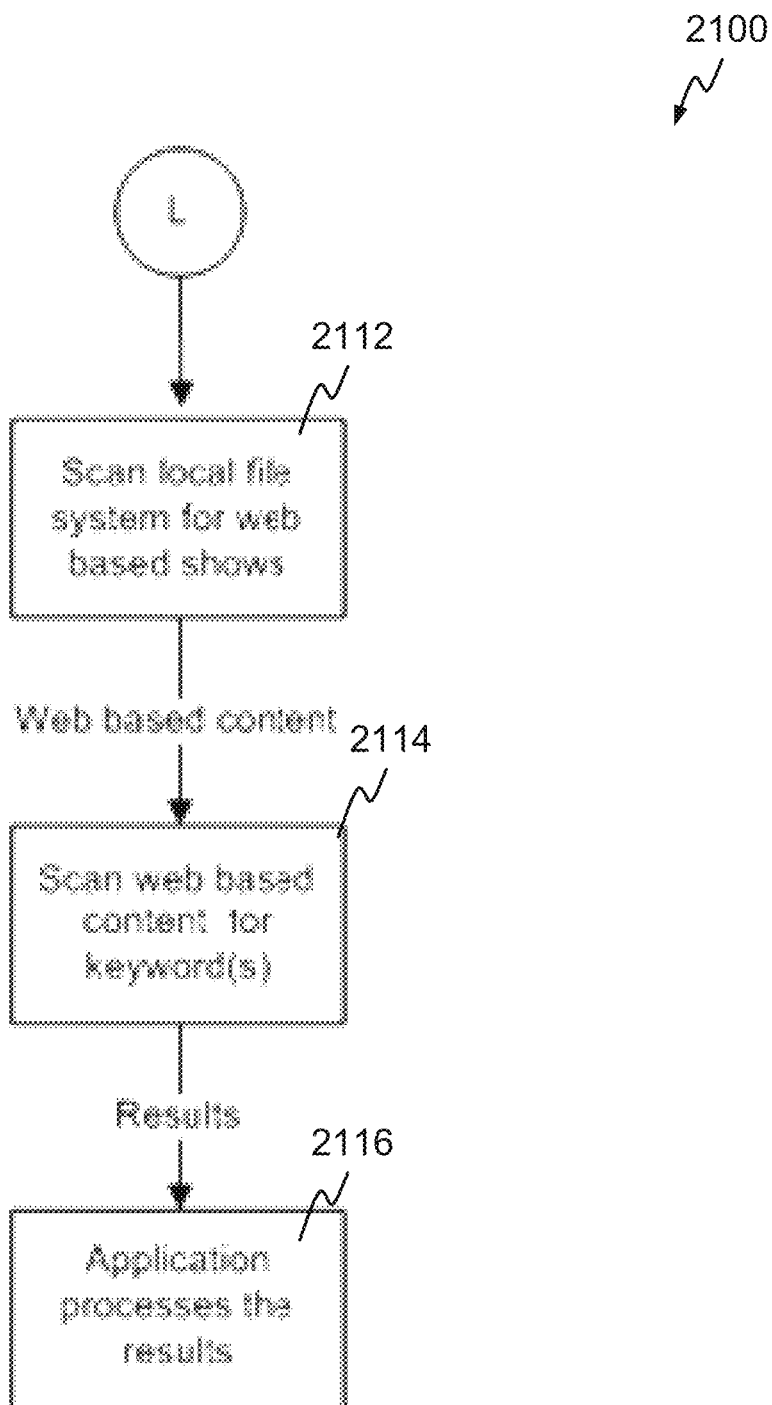 2100
L
2112
Scan local file
system for web
based shows
Web based content
2114
Scan web based
content for
keyword(s)
Results
2116
Application
processes the
results